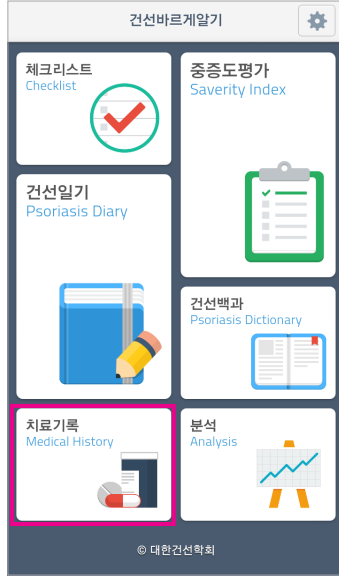 건선바르게알기
체크리스트
Checklist
중증도평가
Saverity Index
건선일기
Psoriasis Diary
건선백과
Psoriasis Dictionary
치료기록
Medical History
분석
Analysis
© 대한건선학회